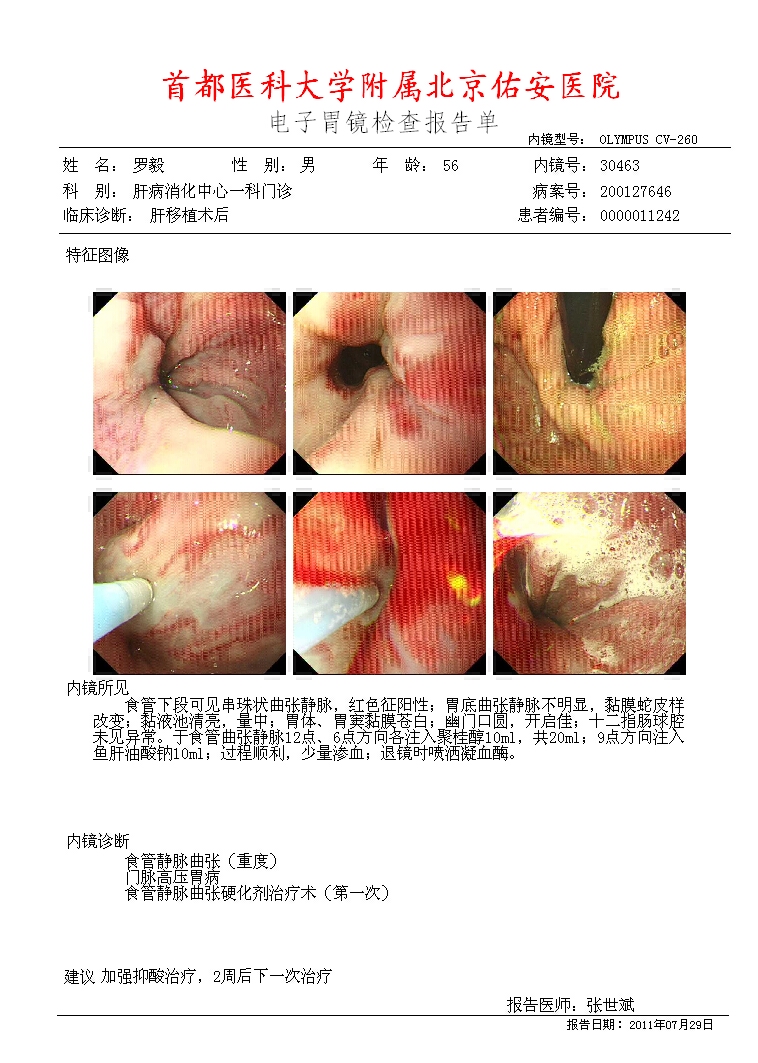 首都医科大学附属北京佑安医院
电子胃镜检查报告单
内镜型号： OLYMPUS CV-260
姓 名： 罗毅 性 别： 男 年 龄： 56 内镜号： 30463
科 别： 肝病消化中心一科门诊 病案号： 200127646
临床诊断： 肝移植术后 患者编号： 0000011242
特征图像
内镜所见
食管下段可见串珠状曲张静脉，红色征阳性；胃底曲张静脉不明显，黏膜蛇皮样
改变；黏液池清亮，量中；胃体、胃窦黏膜苍白；幽门口圆，开启佳；十二指肠球腔
未见异常。于食管曲张静脉12点、6点方向各注入聚桂醇10ml，共20ml；9点方向注入
鱼肝油酸钠10ml；过程顺利，少量渗血；退镜时喷洒凝血酶。
内镜诊断
食管静脉曲张（重度）
门脉高压胃病
食管静脉曲张硬化剂治疗术（第一次）
建议 加强抑酸治疗，2周后下一次治疗
报告医师：张世斌
报告日期： 2011年07月29日